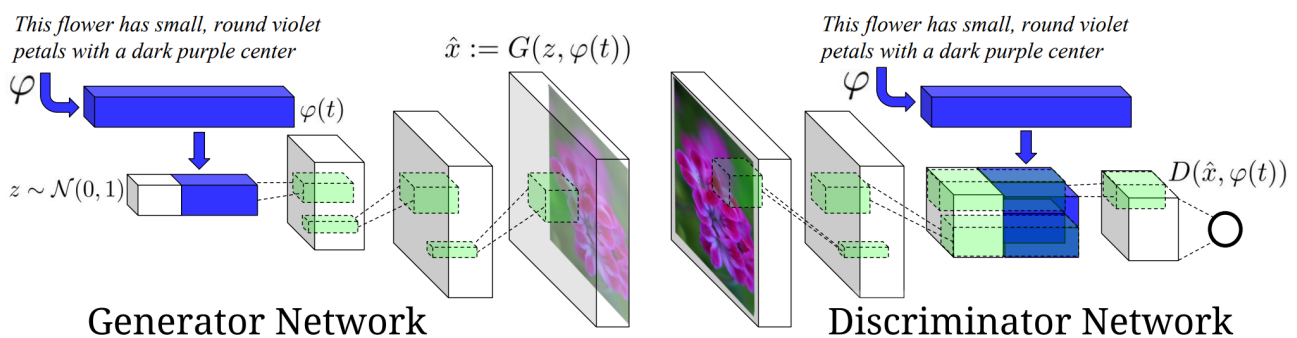 This flower has small, round violet
petals with a dark purple center
φ
φ(t)
z ∼ 𝒩(0, 1)
x̂ := G(z, φ(t))
Generator Network
This flower has small, round violet
petals with a dark purple center
φ
D(x̂, φ(t))
Discriminator Network